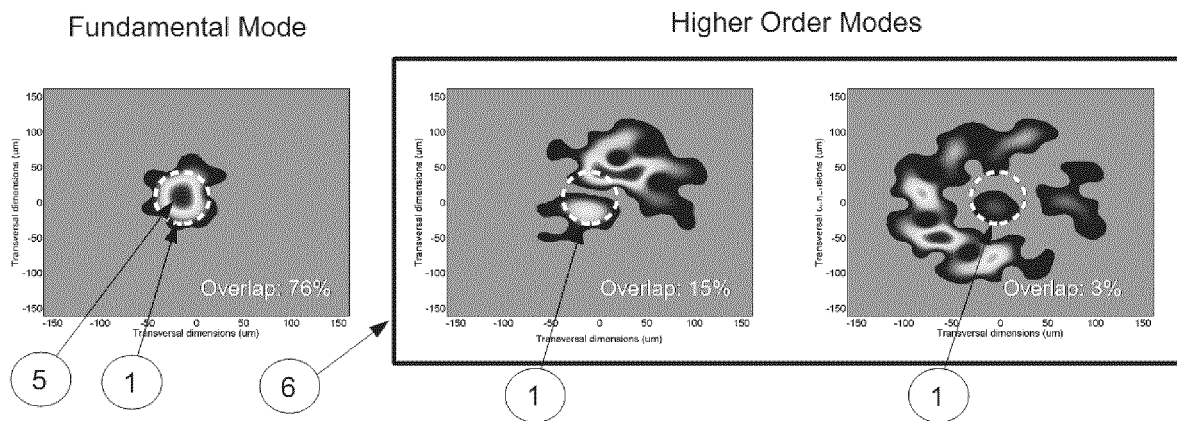 Fundamental Mode
Higher Order Modes
150
100
50
0
-50
-100
-150
Transversal dimensions (um)
Overlap: 76%
-150 -100 -50 0 50 100 150
Transversal dimensions (um)
150
100
50
0
-50
-100
-150
Transversal dimensions (um)
Overlap: 15%
-150 -100 -50 0 50 100 150
Transversal dimensions (um)
150
100
50
0
-50
-100
-150
Transversal (um)
Overlap: 3%
-150 -100 -50 0 50 100 150
Transversal dimensions (um)
5
1
6
1
1